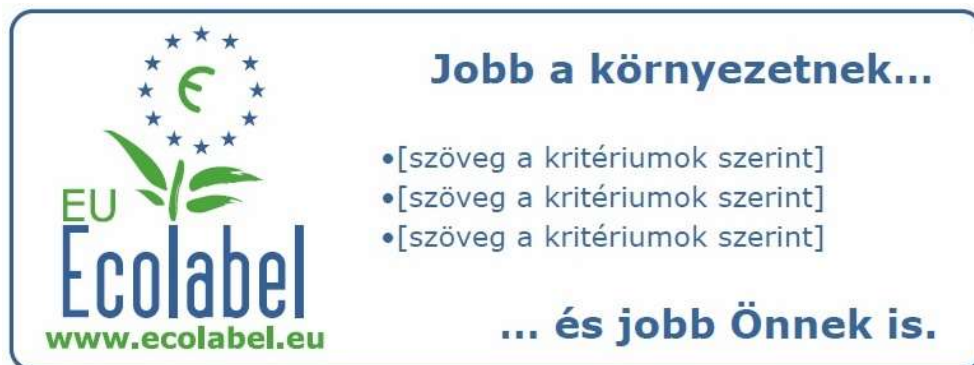 EU
Ecolabel
www.ecolabel.eu
Jobb a környezetnek...
•[szöveg a kritériumok szerint]
•[szöveg a kritériumok szerint]
•[szöveg a kritériumok szerint]
... és jobb Önnek is.